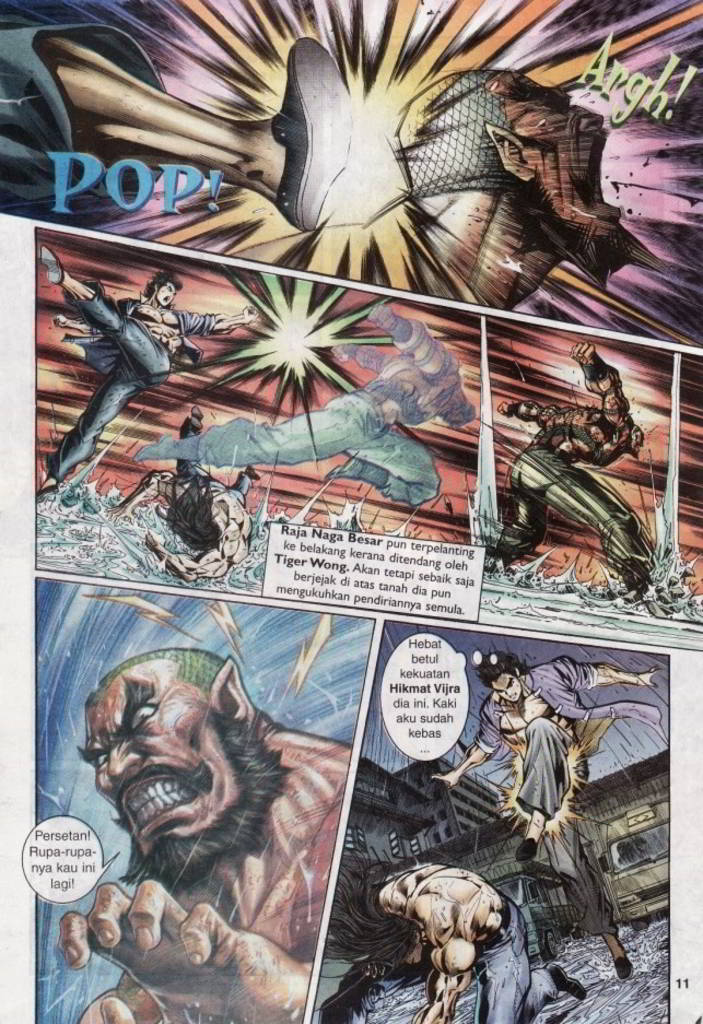 Argh!
POP!
Raja Naga Besar pun terpelanting
ke belakang kerana ditendang oleh
Tiger Wong. Akan tetapi sebaik saja
berjejak di atas tanah dia pun
mengukuhkan pendiriannya semula.
Hebat
betul
kekuatan
Hikmat Vijra
dia ini. Kaki
aku sudah
kebas
...
Persetan!
Rupa-rupa-
nya kau ini
lagi!
11